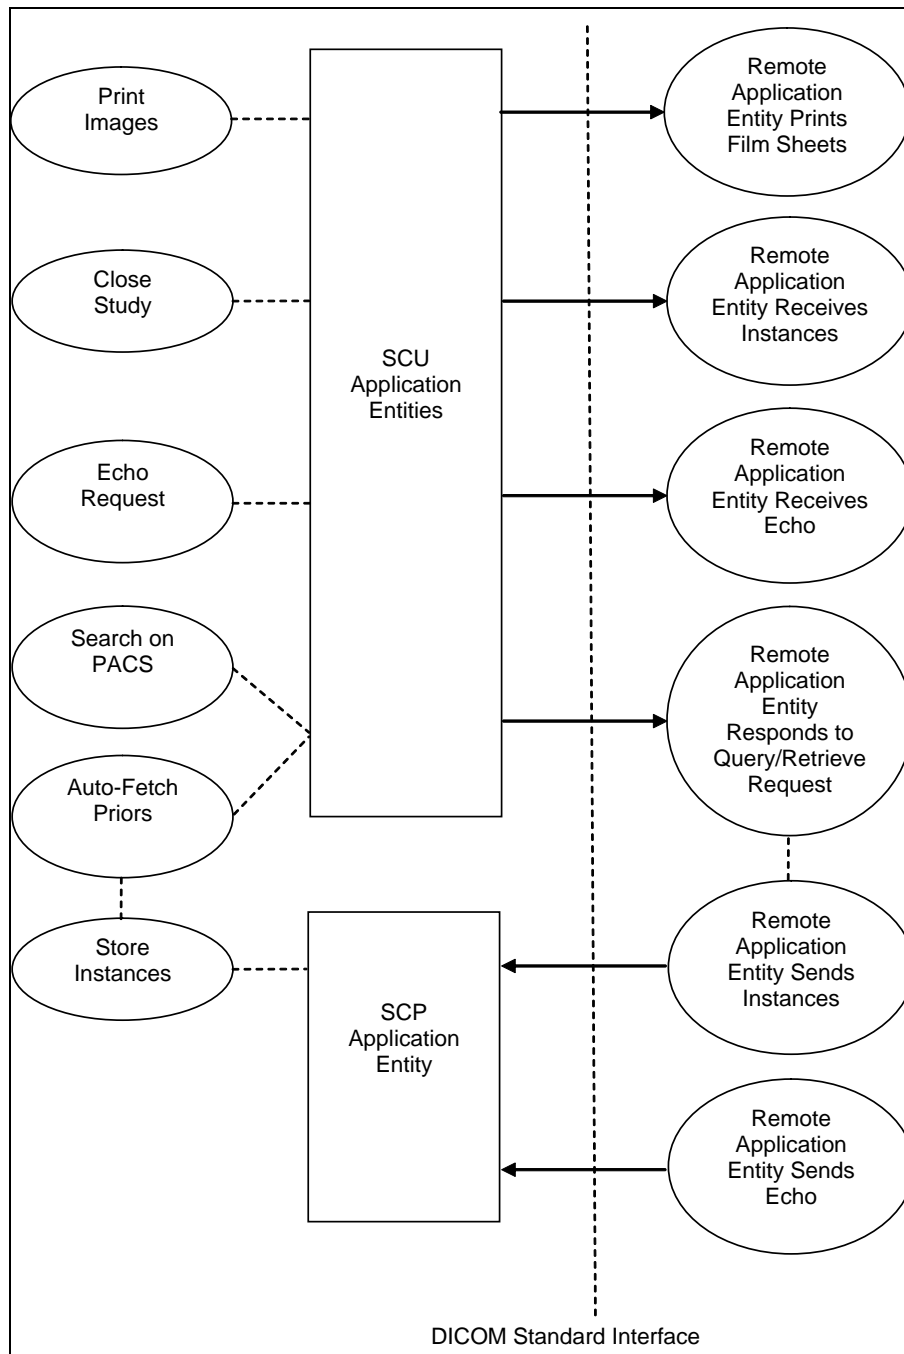 Print
Images
Remote
Application
Entity Prints
Film Sheets
Close
Study
Remote
Application
Entity Receives
Instances
SCU
Application
Entities
Echo
Request
Remote
Application
Entity Receives
Echo
Search on
PACS
Remote
Application
Entity
Responds to
Query/Retrieve
Request
Auto-Fetch
Priors
Store
Instances
Remote
Application
Entity Sends
Instances
SCP
Application
Entity
Remote
Application
Entity Sends
Echo
DICOM Standard Interface